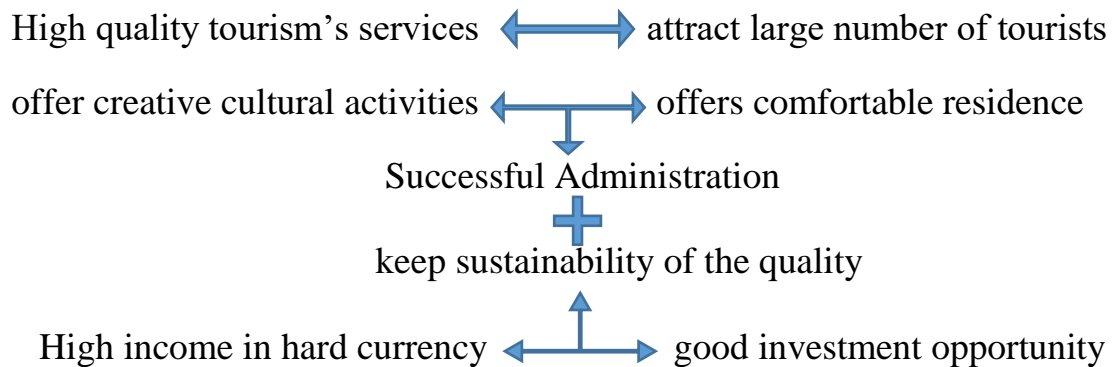 High quality tourism’s services attract large number of tourists
offer creative cultural activities offers comfortable residence
Successful Administration
keep sustainability of the quality
High income in hard currency good investment opportunity